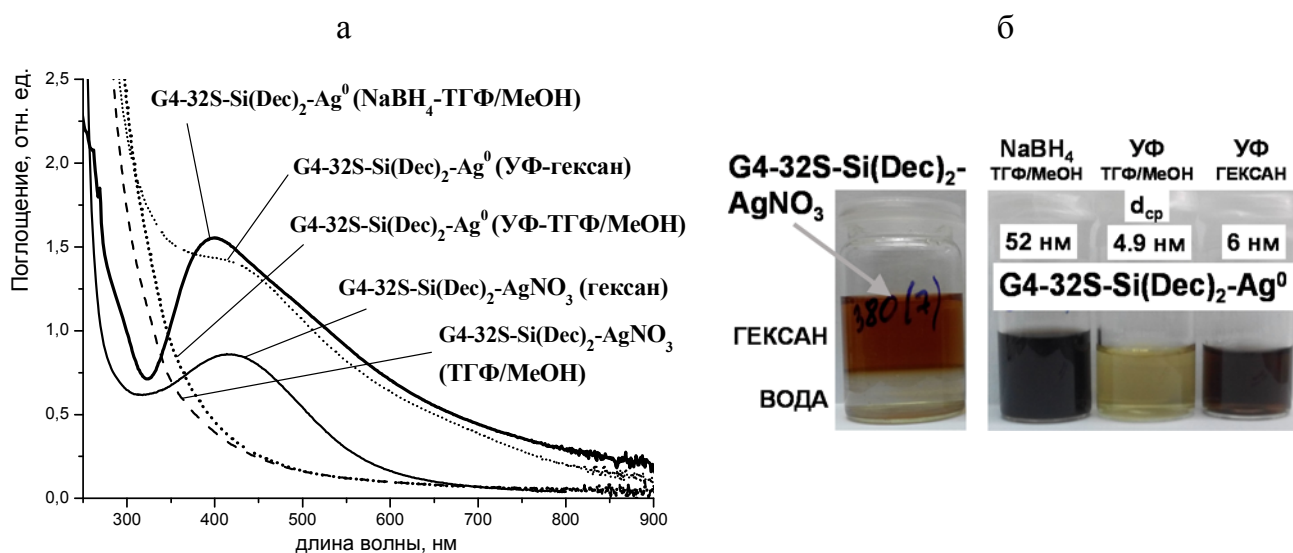 а
Поглощение, отн. ед.
2,5
2,0
1,5
1,0
0,5
0,0
300 400 500 600 700 800 900
длина волны, нм
G4-32S-Si(Dec)₂-Ag⁰ (NaBH₄-ТГФ/MeOH)
G4-32S-Si(Dec)₂-Ag⁰ (УФ-гексан)
G4-32S-Si(Dec)₂-Ag⁰ (УФ-ТГФ/MeOH)
G4-32S-Si(Dec)₂-AgNO₃ (гексан)
G4-32S-Si(Dec)₂-AgNO₃
(ТГФ/MeOH)
б
G4-32S-Si(Dec)₂-
AgNO₃
380 (7)
ГЕКСАН
ВОДА
NaBH₄ УФ УФ
ТГФ/MeOH ТГФ/MeOH ГЕКСАН
dср
52 нм 4.9 нм 6 нм
G4-32S-Si(Dec)₂-Ag⁰